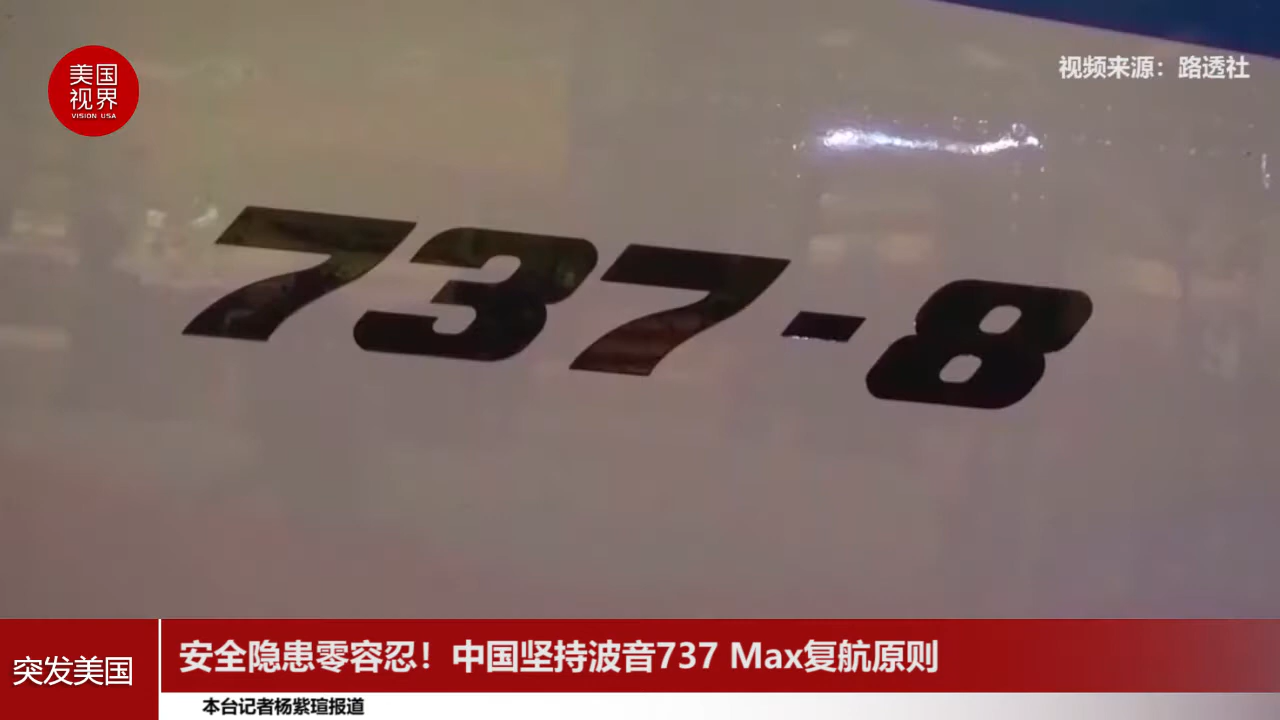 美国
视界
VISION USA
视频来源：路透社
737-8
安全隐患零容忍！中国坚持波音737 Max复航原则
突发美国
本台记者杨紫瑄报道